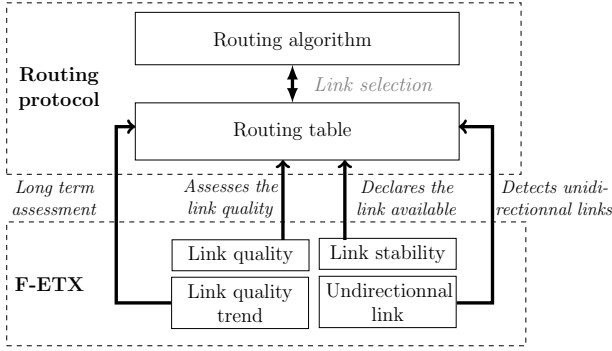 Routing algorithm
Routing
protocol
Link selection
Routing table
Long term
assessment
Assesses the
link quality
Declares the
link available
Detects unidi-
rectionnal links
F-ETX
Link quality
Link stability
Link quality
trend
Undirectionnal
link